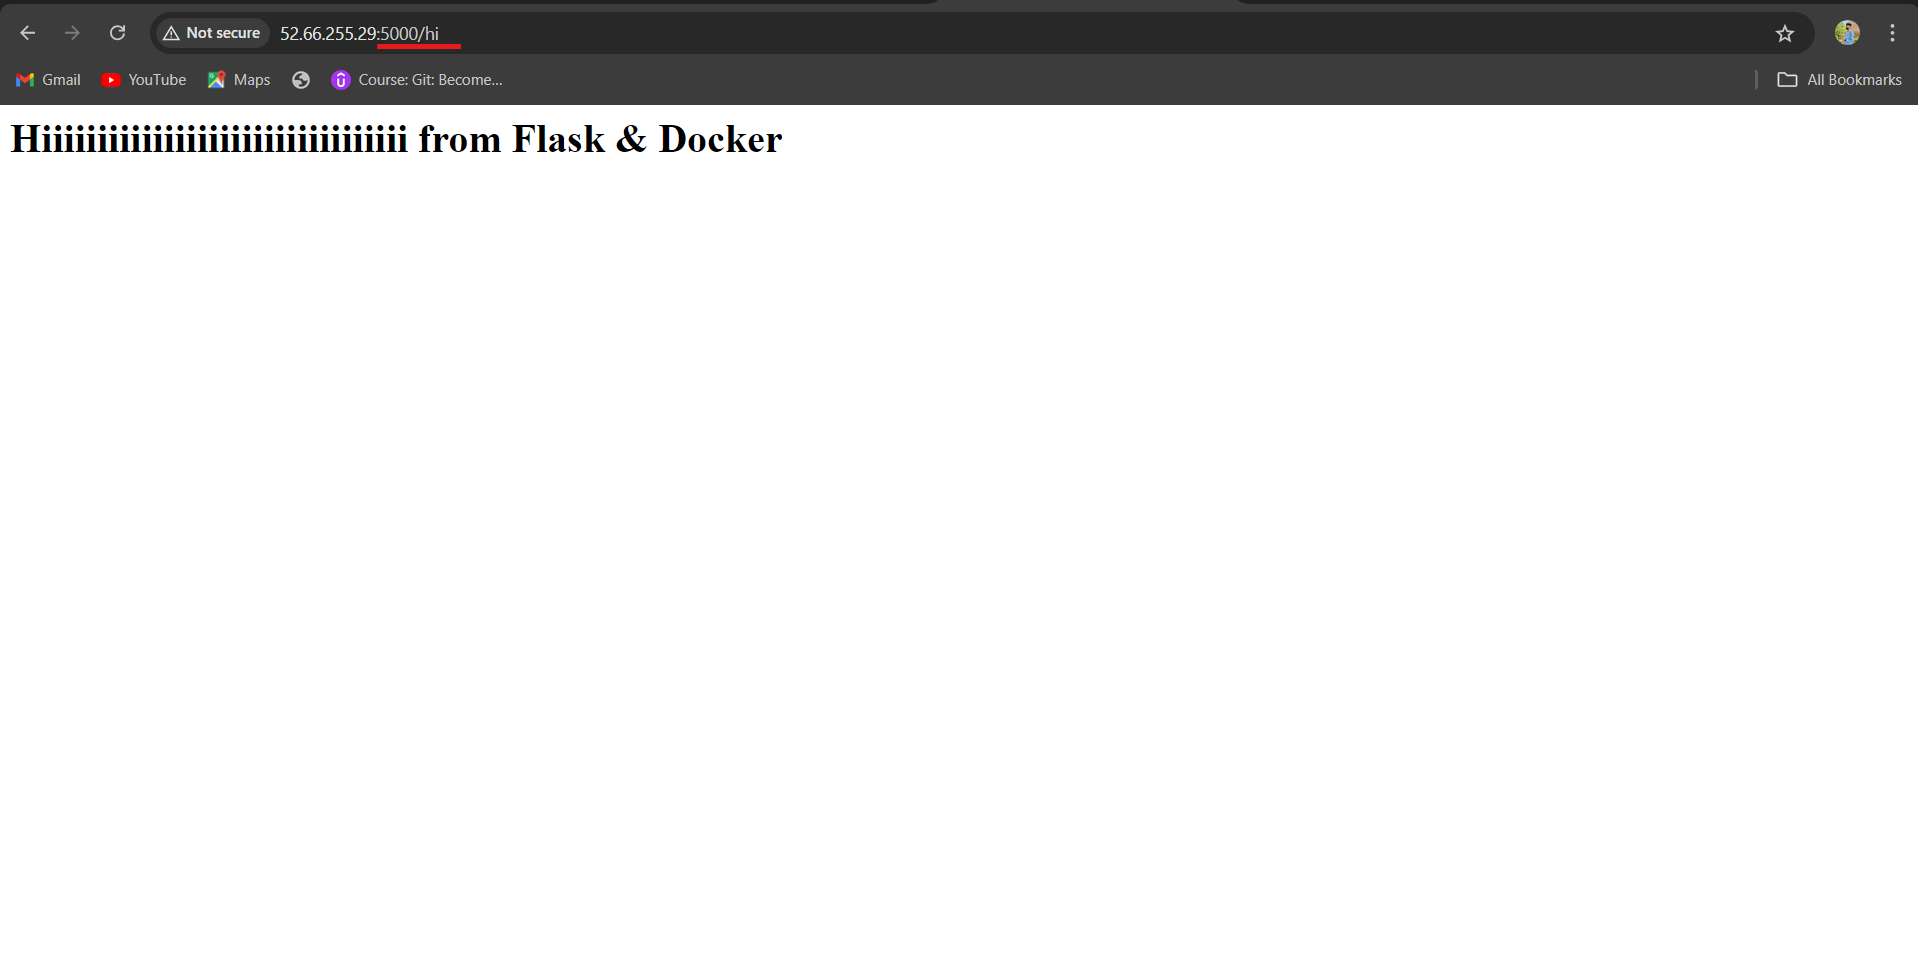 Not secure 52.66.255.29:5000/hi
Gmail YouTube Maps Course: Git: Become... All Bookmarks
Hiiiiiiiiiiiiiiiiiiiiiiiiiiiiiiiii from Flask & Docker